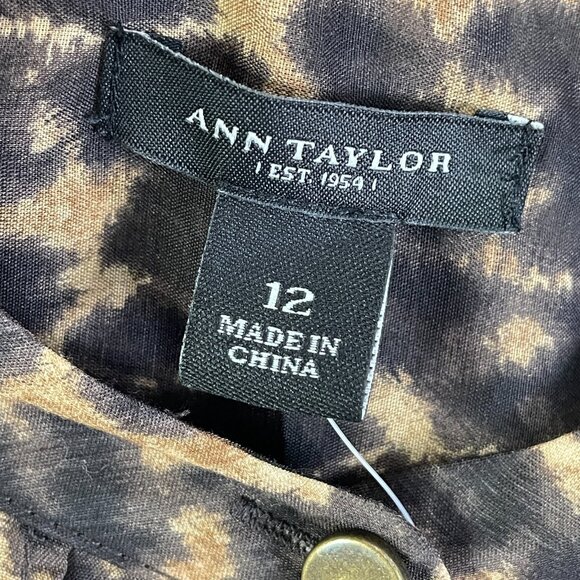 ANN TAYLOR
| EST. 1954 |
12
MADE IN
CHINA